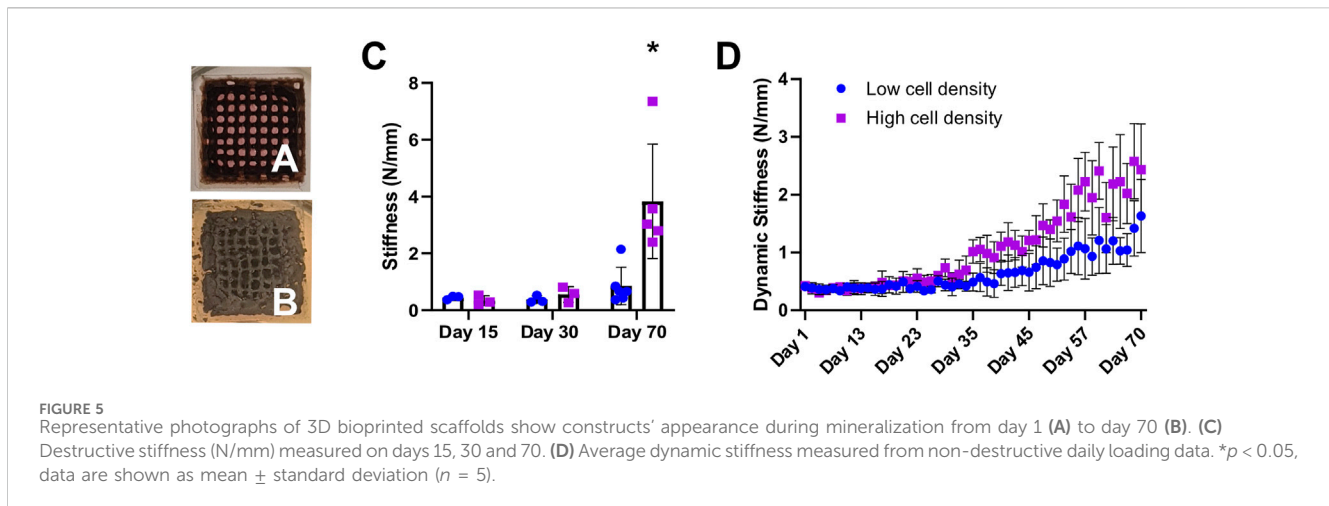 A
B
C
*
Stiffness (N/mm)
8
6
4
2
0
Day 15
Day 30
Day 70
D
Dynamic Stiffness (N/mm)
4
3
2
1
0
Low cell density
High cell density
Day 1
Day 13
Day 23
Day 35
Day 45
Day 57
Day 70
FIGURE 5
Representative photographs of 3D bioprinted scaffolds show constructs’ appearance during mineralization from day 1 (A) to day 70 (B). (C)
Destructive stiffness (N/mm) measured on days 15, 30 and 70. (D) Average dynamic stiffness measured from non-destructive daily loading data. *p < 0.05,
data are shown as mean ± standard deviation (n = 5).